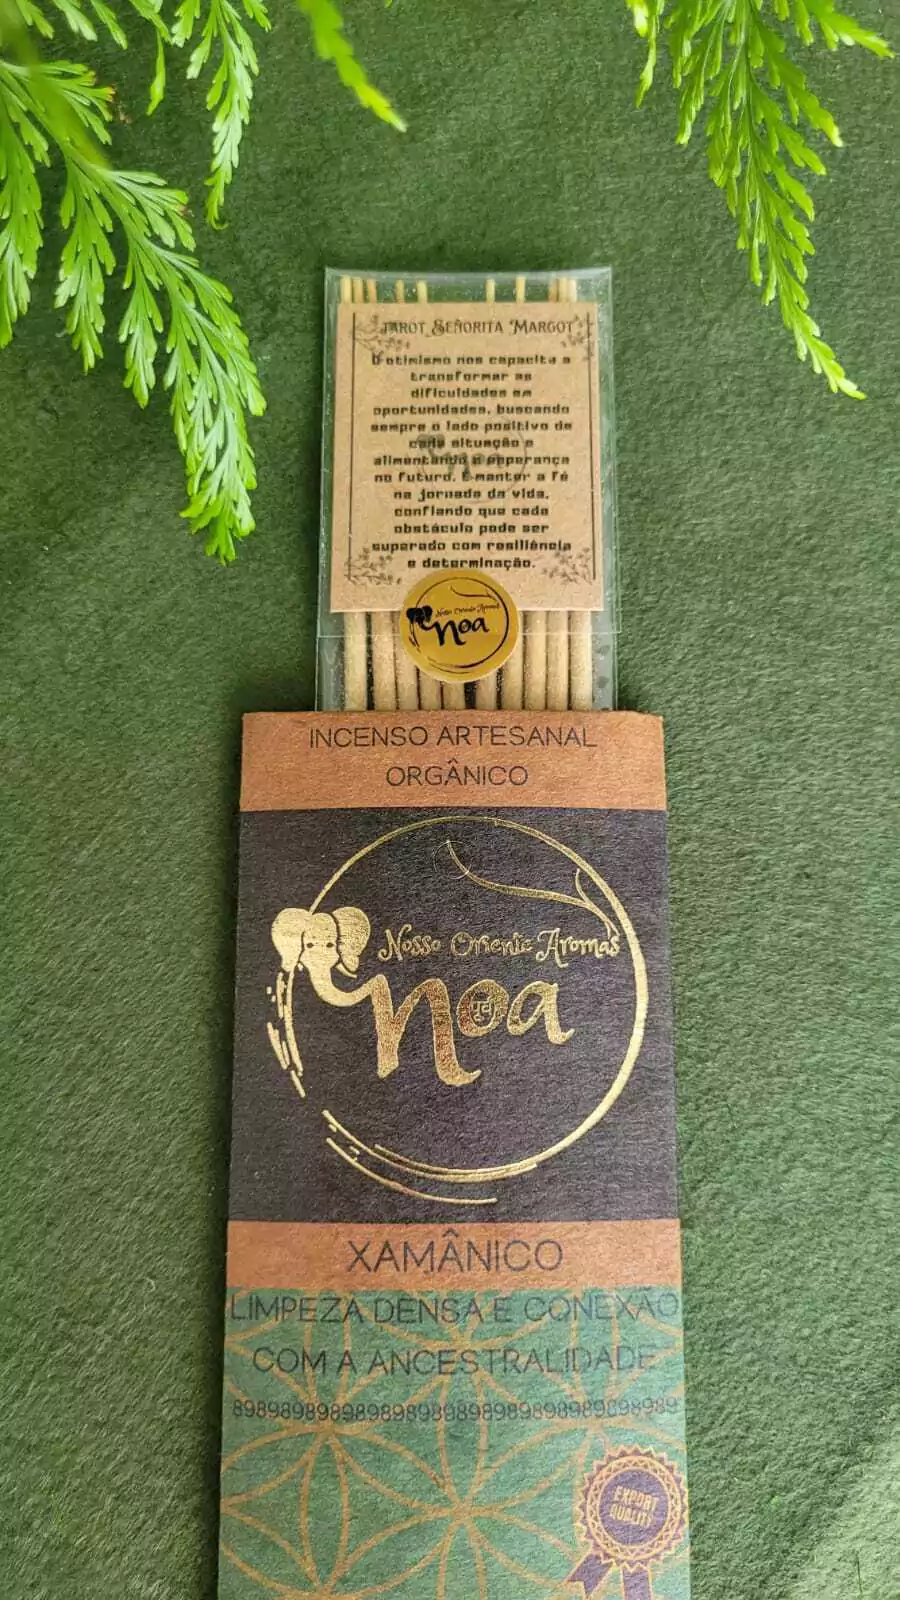 TAROT SEÑORITA MARGOT
O otimismo nos capacita a
transformar as
dificuldades em
oportunidades, buscando
sempre o lado positivo de
cada situação e
alimentando a esperança
no futuro. É manter a fé
na jornada da vida,
confiando que cada
obstáculo pode ser
superado com resiliência
e determinação.
Nosso Oriente Aromas
noa
INCENSO ARTESANAL
ORGÂNICO
Nosso Oriente Aromas
noa
पूर्व
XAMÂNICO
LIMPEZA DENSA E CONEXÃO
COM A ANCESTRALIDADE
89898989898989898989898989898989898989
EXPORT
QUALITY